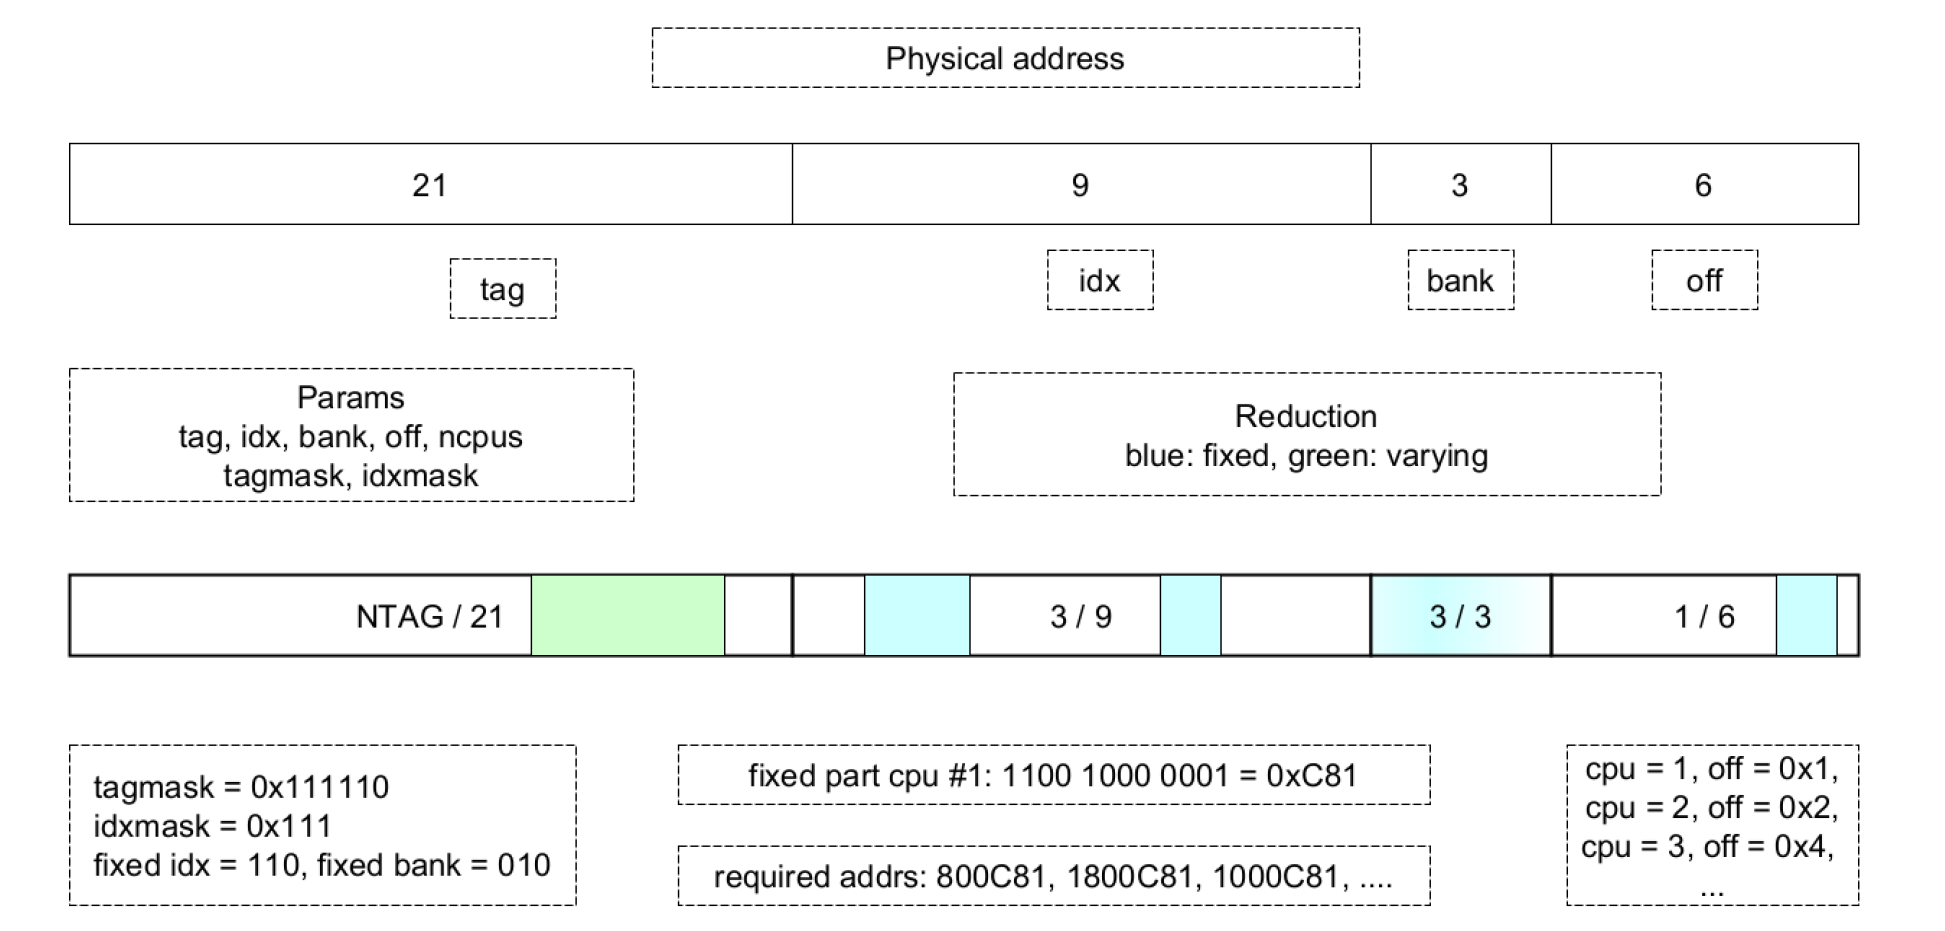 Physical address
21
9
3
6
tag
idx
bank
off
Params
tag, idx, bank, off, ncpus
tagmask, idxmask
Reduction
blue: fixed, green: varying
NTAG / 21
3 / 9
3 / 3
1 / 6
tagmask = 0x111110
idxmask = 0x111
fixed idx = 110, fixed bank = 010
fixed part cpu #1: 1100 1000 0001 = 0xC81
required addrs: 800C81, 1800C81, 1000C81, ....
cpu = 1, off = 0x1,
cpu = 2, off = 0x2,
cpu = 3, off = 0x4,
...